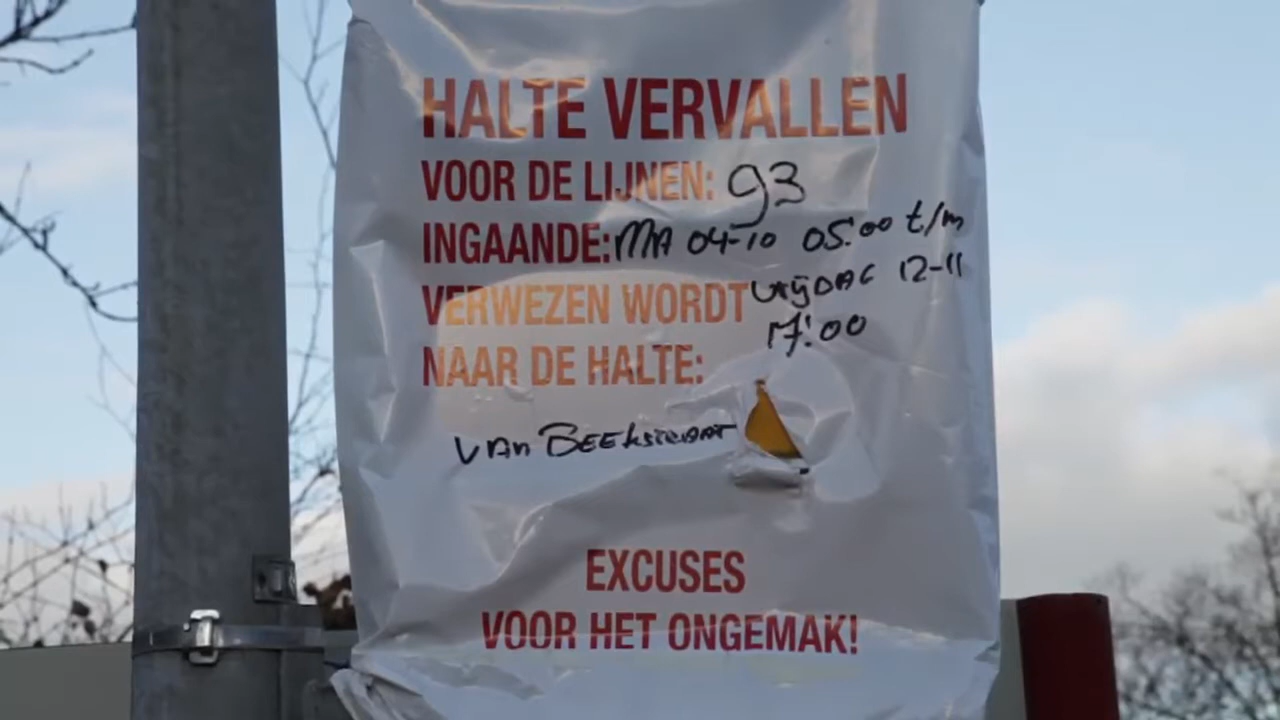 HALTE VERVALLEN
VOOR DE LIJNEN: 93
INGAANDE: MA 04-10 05:00 t/m
VERWEZEN WORDT VRIJDAG 12-11
NAAR DE HALTE: 17:00
VAN BEEKSTRAAT
EXCUSES
VOOR HET ONGEMAK!